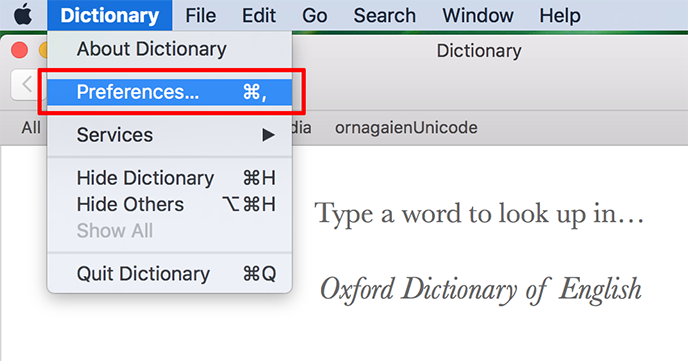 Dictionary File Edit Go Search Window Help
About Dictionary
Dictionary
Preferences... ⌘,
All
ornagaienUnicode
Services ▶
Type a word to look up in...
Hide Dictionary ⌘H
Hide Others ⌥⌘H
Show All
Quit Dictionary ⌘Q
Oxford Dictionary of English